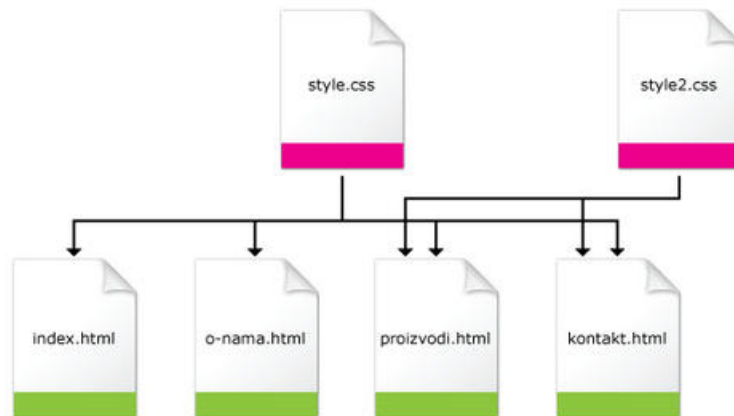 style.css
style2.css
index.html
o-nama.html
proizvodi.html
kontakt.html